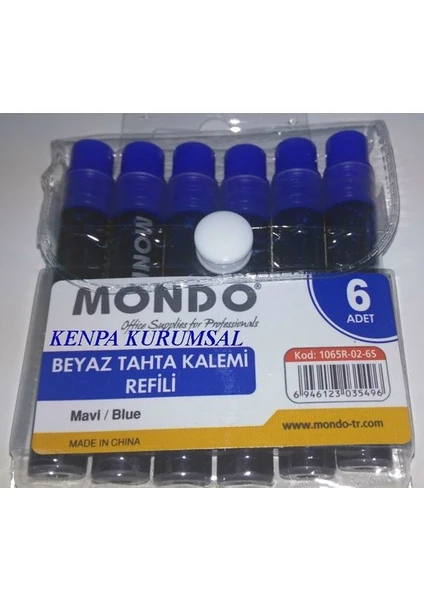 MONDO
MONDO®
Office Supplies for Professionals
KENPA KURUMSAL
BEYAZ TAHTA KALEMİ
REFİLİ
Mavi / Blue
MADE IN CHINA
6
ADET
Kod: 1065R-02-6S
6 946123 035496
www.mondo-tr.com